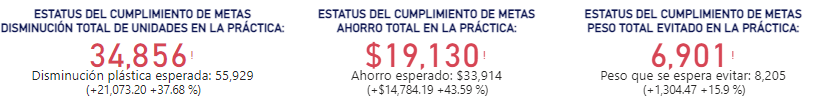 ESTATUS DEL CUMPLIMIENTO DE METAS
DISMINUCIÓN TOTAL DE UNIDADES EN LA PRÁCTICA:
34,856!
Disminución plástica esperada: 55,929
(+21,073.20 +37.68 %)
ESTATUS DEL CUMPLIMIENTO DE METAS
AHORRO TOTAL EN LA PRÁCTICA:
$19,130!
Ahorro esperado: $33,914
(+$14,784.19 +43.59 %)
ESTATUS DEL CUMPLIMIENTO DE METAS
PESO TOTAL EVITADO EN LA PRÁCTICA:
6,901!
Peso que se espera evitar: 8,205
(+1,304.47 +15.9 %)